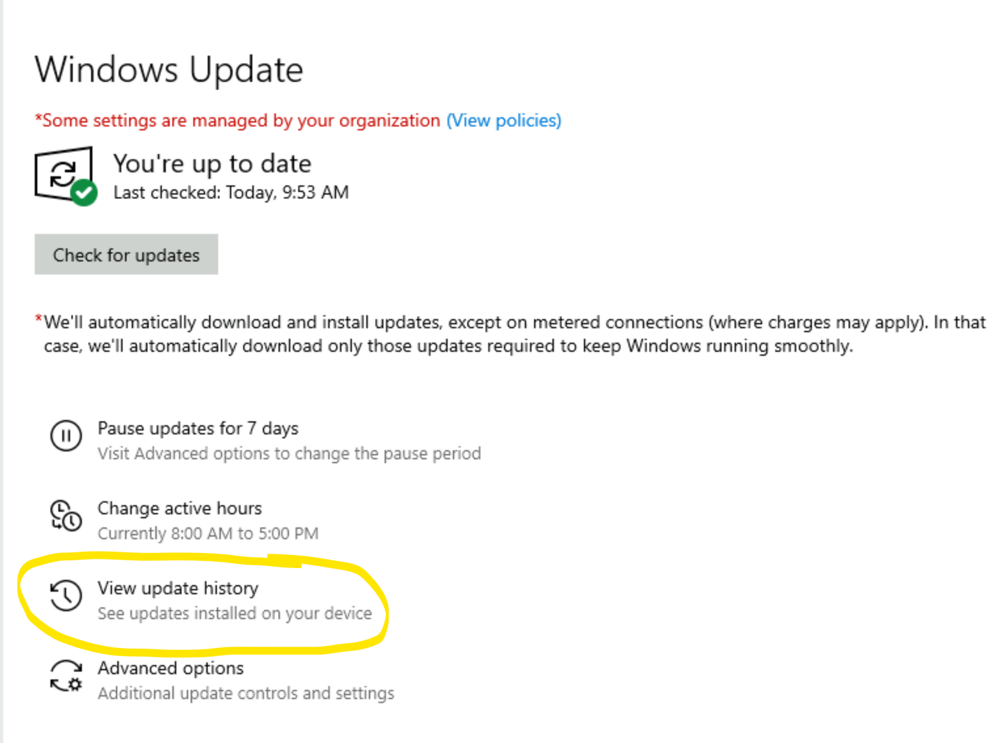 Windows Update
*Some settings are managed by your organization (View policies)
You're up to date
Last checked: Today, 9:53 AM
Check for updates
*We'll automatically download and install updates, except on metered connections (where charges may apply). In that
case, we'll automatically download only those updates required to keep Windows running smoothly.
Pause updates for 7 days
Visit Advanced options to change the pause period
Change active hours
Currently 8:00 AM to 5:00 PM
View update history
See updates installed on your device
Advanced options
Additional update controls and settings